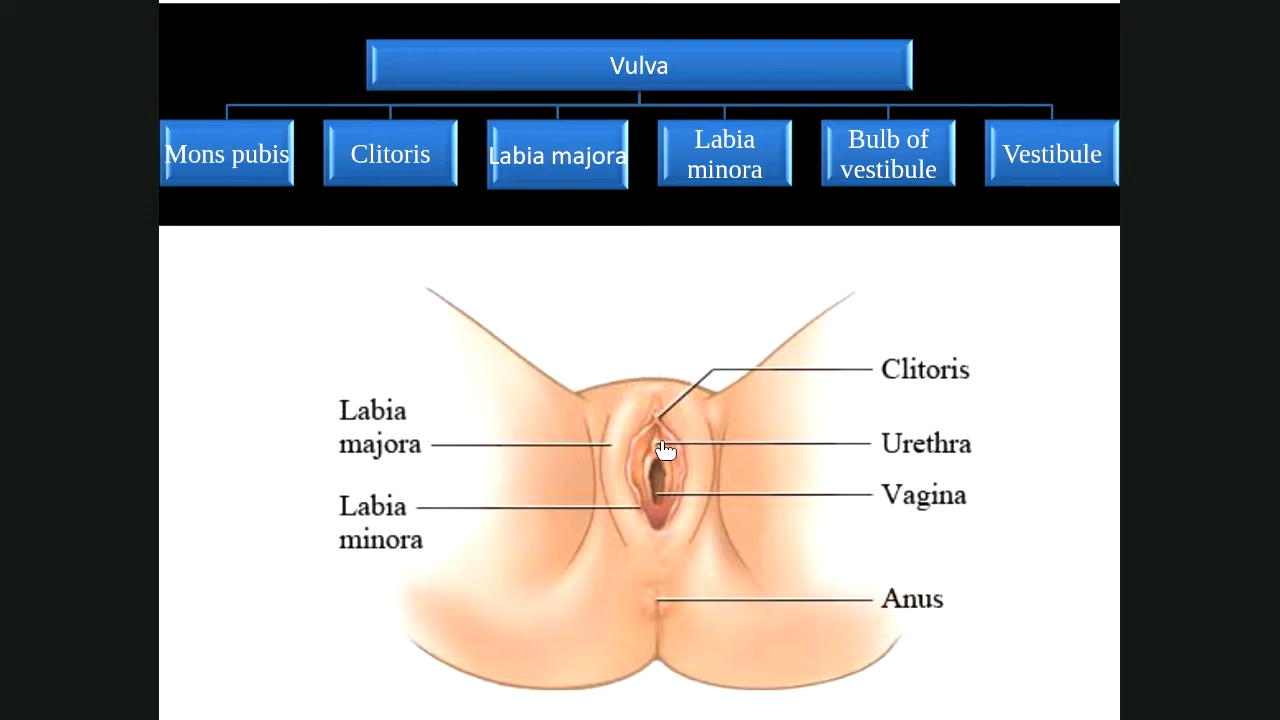 Vulva
Mons pubis
Clitoris
Labia majora
Labia
minora
Bulb of
vestibule
Vestibule
Clitoris
Labia
majora
Urethra
Vagina
Labia
minora
Anus